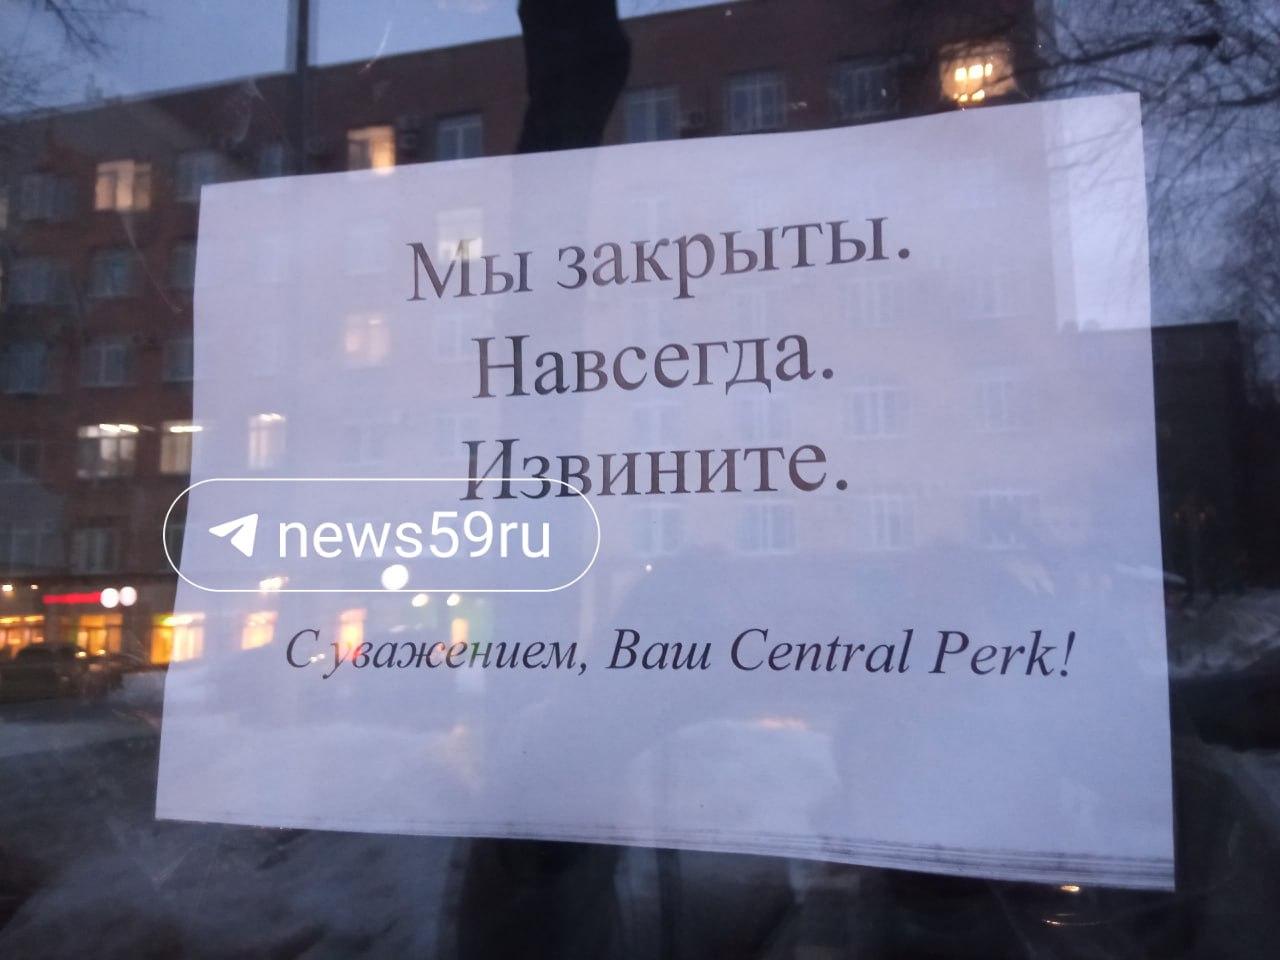 Мы закрыты.
Навсегда.
Извините.
news59ru
С уважением, Ваш Central Perk!